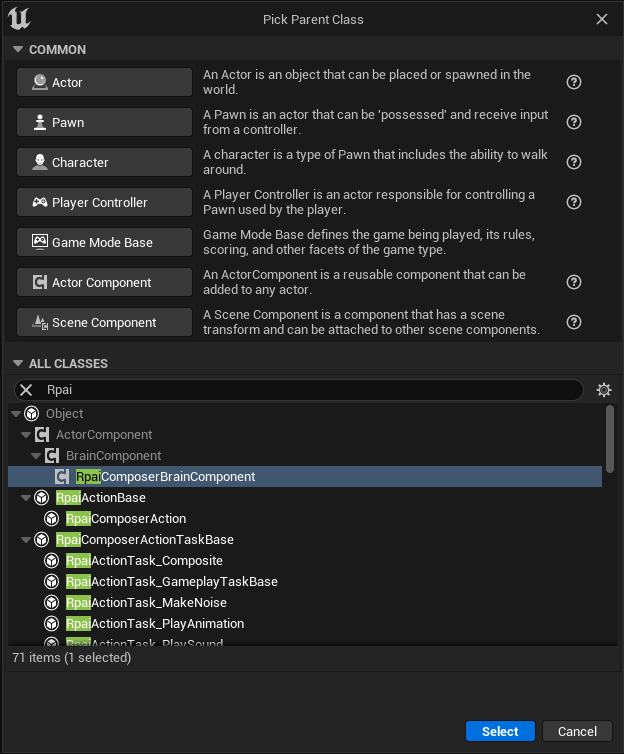 Pick Parent Class
COMMON
Actor
An Actor is an object that can be placed or spawned in the
world.
Pawn
A Pawn is an actor that can be 'possessed' and receive input
from a controller.
Character
A character is a type of Pawn that includes the ability to walk
around.
Player Controller
A Player Controller is an actor responsible for controlling a
Pawn used by the player.
Game Mode Base
Game Mode Base defines the game being played, its rules,
scoring, and other facets of the game type.
Actor Component
An ActorComponent is a reusable component that can be
added to any actor.
Scene Component
A Scene Component is a component that has a scene
transform and can be attached to other scene components.
ALL CLASSES
Rpai
Object
ActorComponent
BrainComponent
RpaiComposerBrainComponent
RpaiActionBase
RpaiComposerAction
RpaiComposerActionTaskBase
RpaiActionTask_Composite
RpaiActionTask_GameplayTaskBase
RpaiActionTask_MakeNoise
RpaiActionTask_PlayAnimation
RpaiActionTask_PlaySound
71 items (1 selected)
Select
Cancel